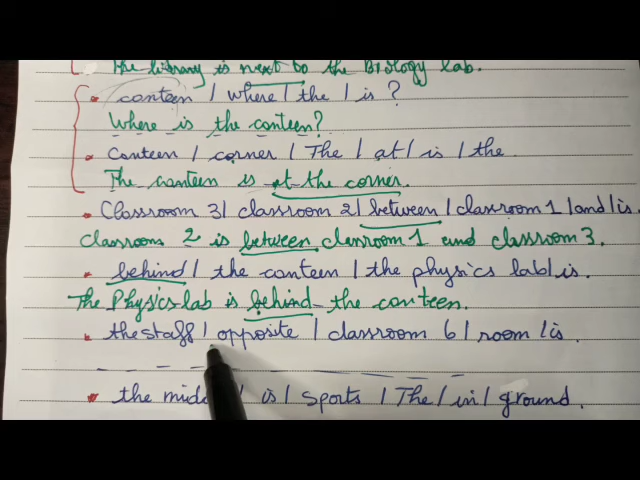 The library is next to the Biology lab.
canteen / where / the / is ?
Where is the canteen?
Canteen / corner / The / at / is / the
The canteen is at the corner.
Classroom 3 / classroom 2 / between / classroom 1 / and / is.
classroom 2 is between classroom 1 and classroom 3.
behind / the canteen / the physics lab / is.
The Physics lab is behind the canteen.
the staff / opposite / classroom 6 / room / is.
the / is / sports / The / in / ground.